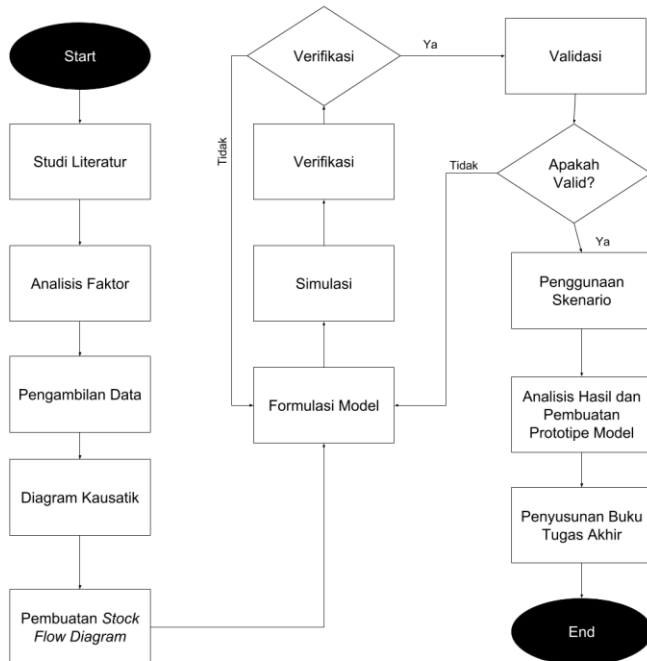 Start
Studi Literatur
Analisis Faktor
Pengambilan Data
Diagram Kausatik
Pembuatan Stock
Flow Diagram
Formulasi Model
Simulasi
Verifikasi
Verifikasi
Tidak
Ya
Validasi
Apakah
Valid?
Tidak
Ya
Penggunaan
Skenario
Analisis Hasil dan
Pembuatan
Prototipe Model
Penyusunan Buku
Tugas Akhir
End